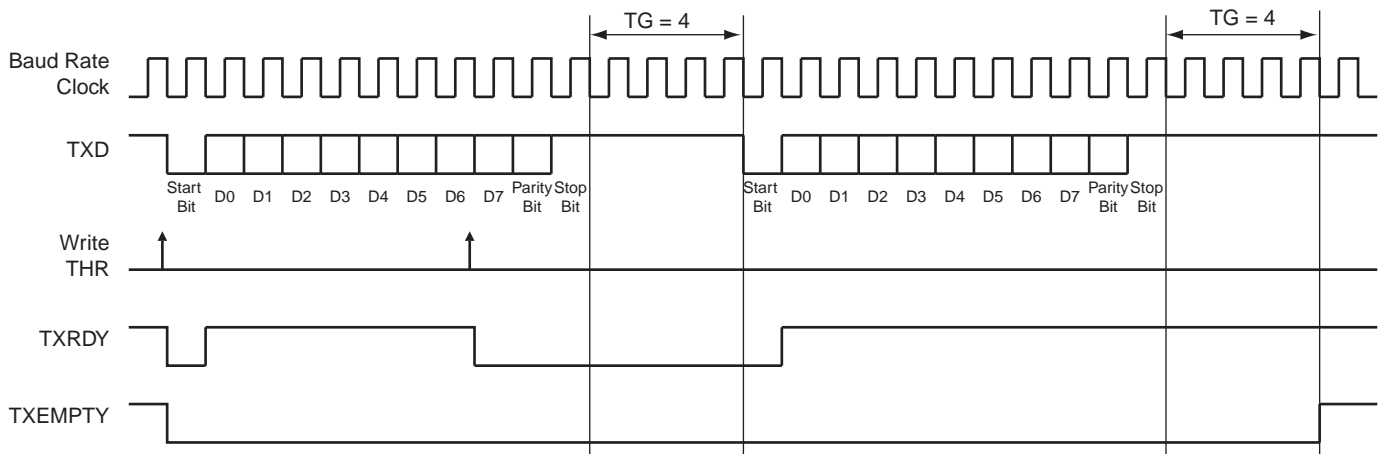 TG = 4
TG = 4
Baud Rate
Clock
TXD
Start
Bit
D0
D1
D2
D3
D4
D5
D6
D7
Parity
Bit
Stop
Bit
Start
Bit
D0
D1
D2
D3
D4
D5
D6
D7
Parity
Bit
Stop
Bit
Write
THR
TXRDY
TXEMPTY